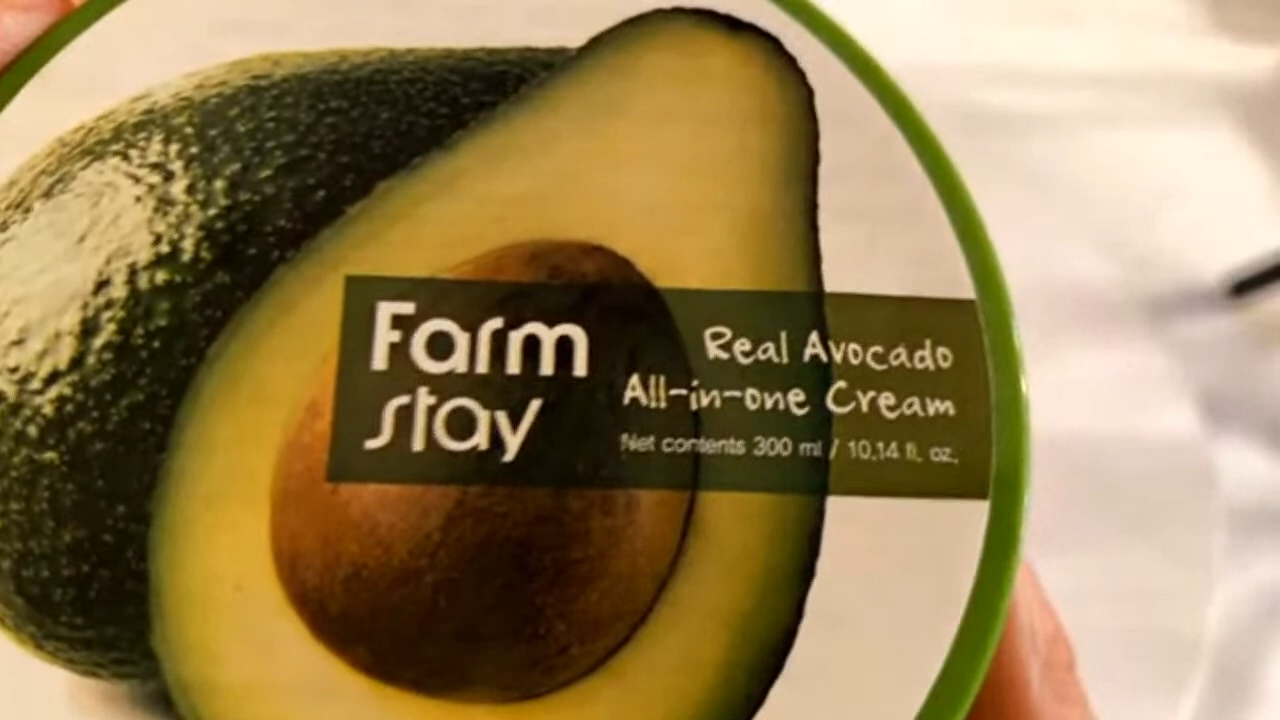 Farm
stay
Real Avocado
All-in-one Cream
Net contents 300 ml / 10.14 fl. oz.